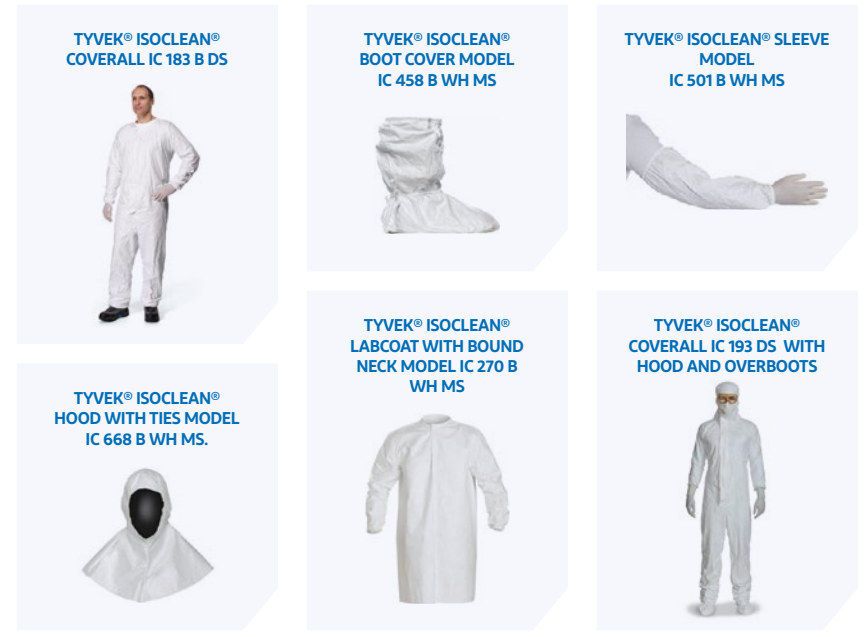 TYVEK® ISOCLEAN®
COVERALL IC 183 B DS
TYVEK® ISOCLEAN®
BOOT COVER MODEL
IC 458 B WH MS
TYVEK® ISOCLEAN® SLEEVE
MODEL
IC 501 B WH MS
TYVEK® ISOCLEAN®
HOOD WITH TIES MODEL
IC 668 B WH MS.
TYVEK® ISOCLEAN®
LABCOAT WITH BOUND
NECK MODEL IC 270 B
WH MS
TYVEK® ISOCLEAN®
COVERALL IC 193 DS WITH
HOOD AND OVERBOOTS